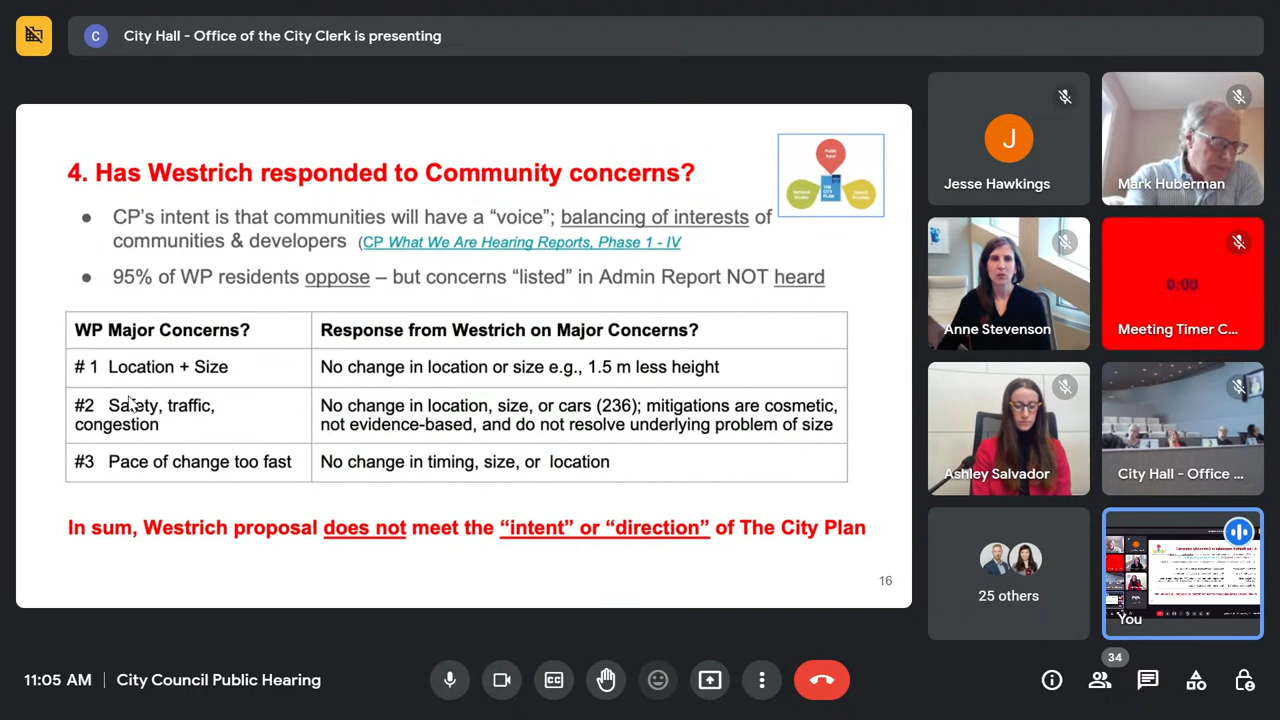 C City Hall - Office of the City Clerk is presenting
4. Has Westrich responded to Community concerns?
Public
Input
THE
CITY
PLAN
● CP's intent is that communities will have a "voice"; balancing of interests of
communities & developers (CP What We Are Hearing Reports, Phase 1 - IV
● 95% of WP residents oppose – but concerns "listed" in Admin Report NOT heard
WP Major Concerns? Response from Westrich on Major Concerns?
# 1 Location + Size No change in location or size e.g., 1.5 m less height
#2 Safety, traffic, No change in location, size, or cars (236); mitigations are cosmetic,
congestion not evidence-based, and do not resolve underlying problem of size
#3 Pace of change too fast No change in timing, size, or location
In sum, Westrich proposal does not meet the "intent" or "direction" of The City Plan
16
J
Jesse Hawkings
Mark Huberman
Anne Stevenson
0:00
Meeting Timer C...
Ashley Salvador
City Hall - Office ...
25 others
You
11:05 AM | City Council Public Hearing
CC
34